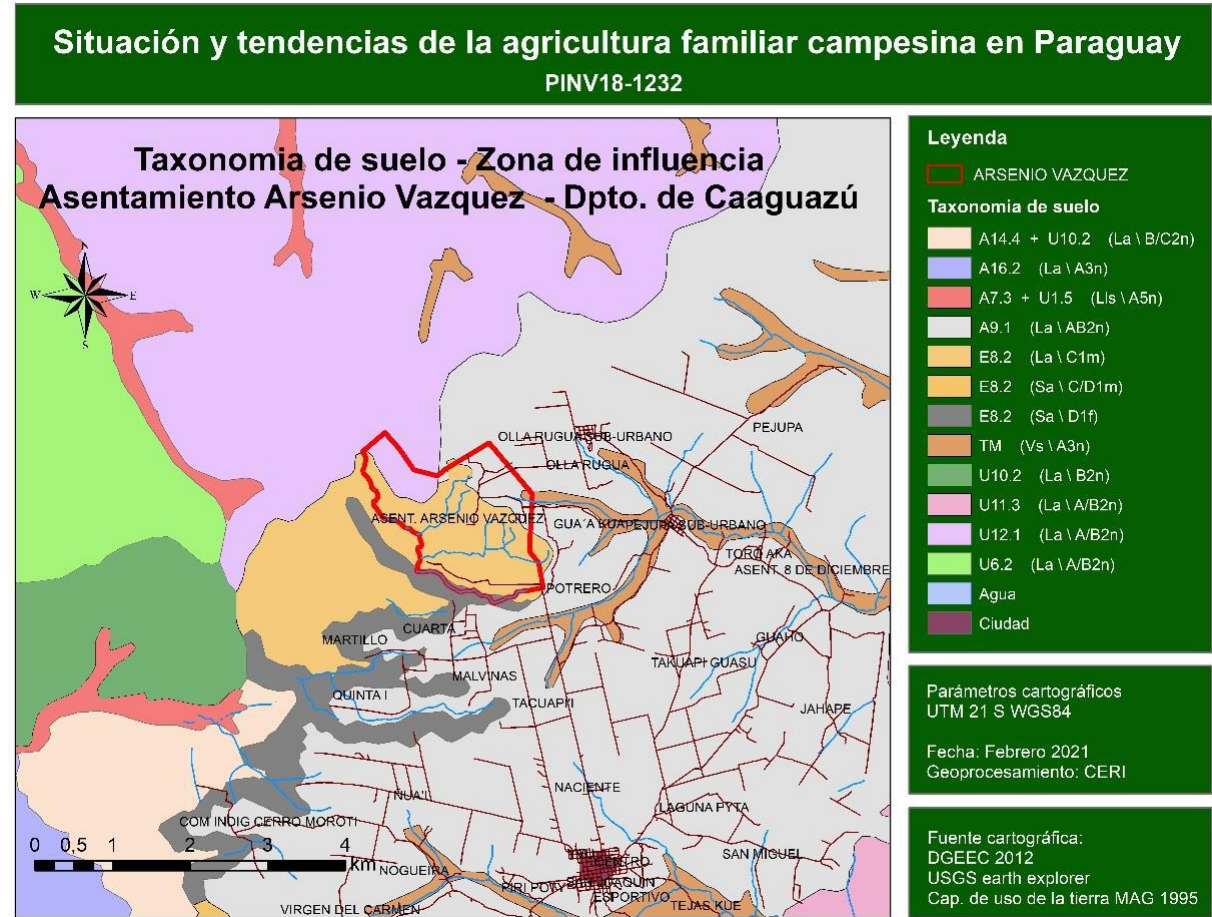 Situación y tendencias de la agricultura familiar campesina en Paraguay
PINV18-1232
Taxonomia de suelo - Zona de influencia
Asentamiento Arsenio Vazquez - Dpto. de Caaguazú
N
W
E
S
OLLA RUGUA SUB-URBANO
PEJUPA
OLLA RUGUA
ASENT. ARSENIO VAZQUEZ
GUA´A KUA
PEJUPA SUB-URBANO
TORO AKA
ASENT. 8 DE DICIEMBRE
POTRERO
CUARTA
MARTILLO
GUAHO
MALVINAS
TAKUAPI GUASU
QUINTA I
TACUAPI'I
JAHAPE
NACIENTE
ÑUA'I
LAGUNA PYTA
COM INDIG CERRO MOROTI
0 0,5 1 2 3 4
km
NOGUEIRA
CENTRO
SAN MIGUEL
PIRI POTY
SAN JOAQUIN
ESPORTIVO
TEJAS KUE
VIRGEN DEL CARMEN
Leyenda
ARSENIO VAZQUEZ
Taxonomia de suelo
A14.4 + U10.2 (La \ B/C2n)
A16.2 (La \ A3n)
A7.3 + U1.5 (Lls \ A5n)
A9.1 (La \ AB2n)
E8.2 (La \ C1m)
E8.2 (Sa \ C/D1m)
E8.2 (Sa \ D1f)
TM (Vs \ A3n)
U10.2 (La \ B2n)
U11.3 (La \ A/B2n)
U12.1 (La \ A/B2n)
U6.2 (La \ A/B2n)
Agua
Ciudad
Parámetros cartográficos
UTM 21 S WGS84
Fecha: Febrero 2021
Geoprocesamiento: CERI
Fuente cartográfica:
DGEEC 2012
USGS earth explorer
Cap. de uso de la tierra MAG 1995